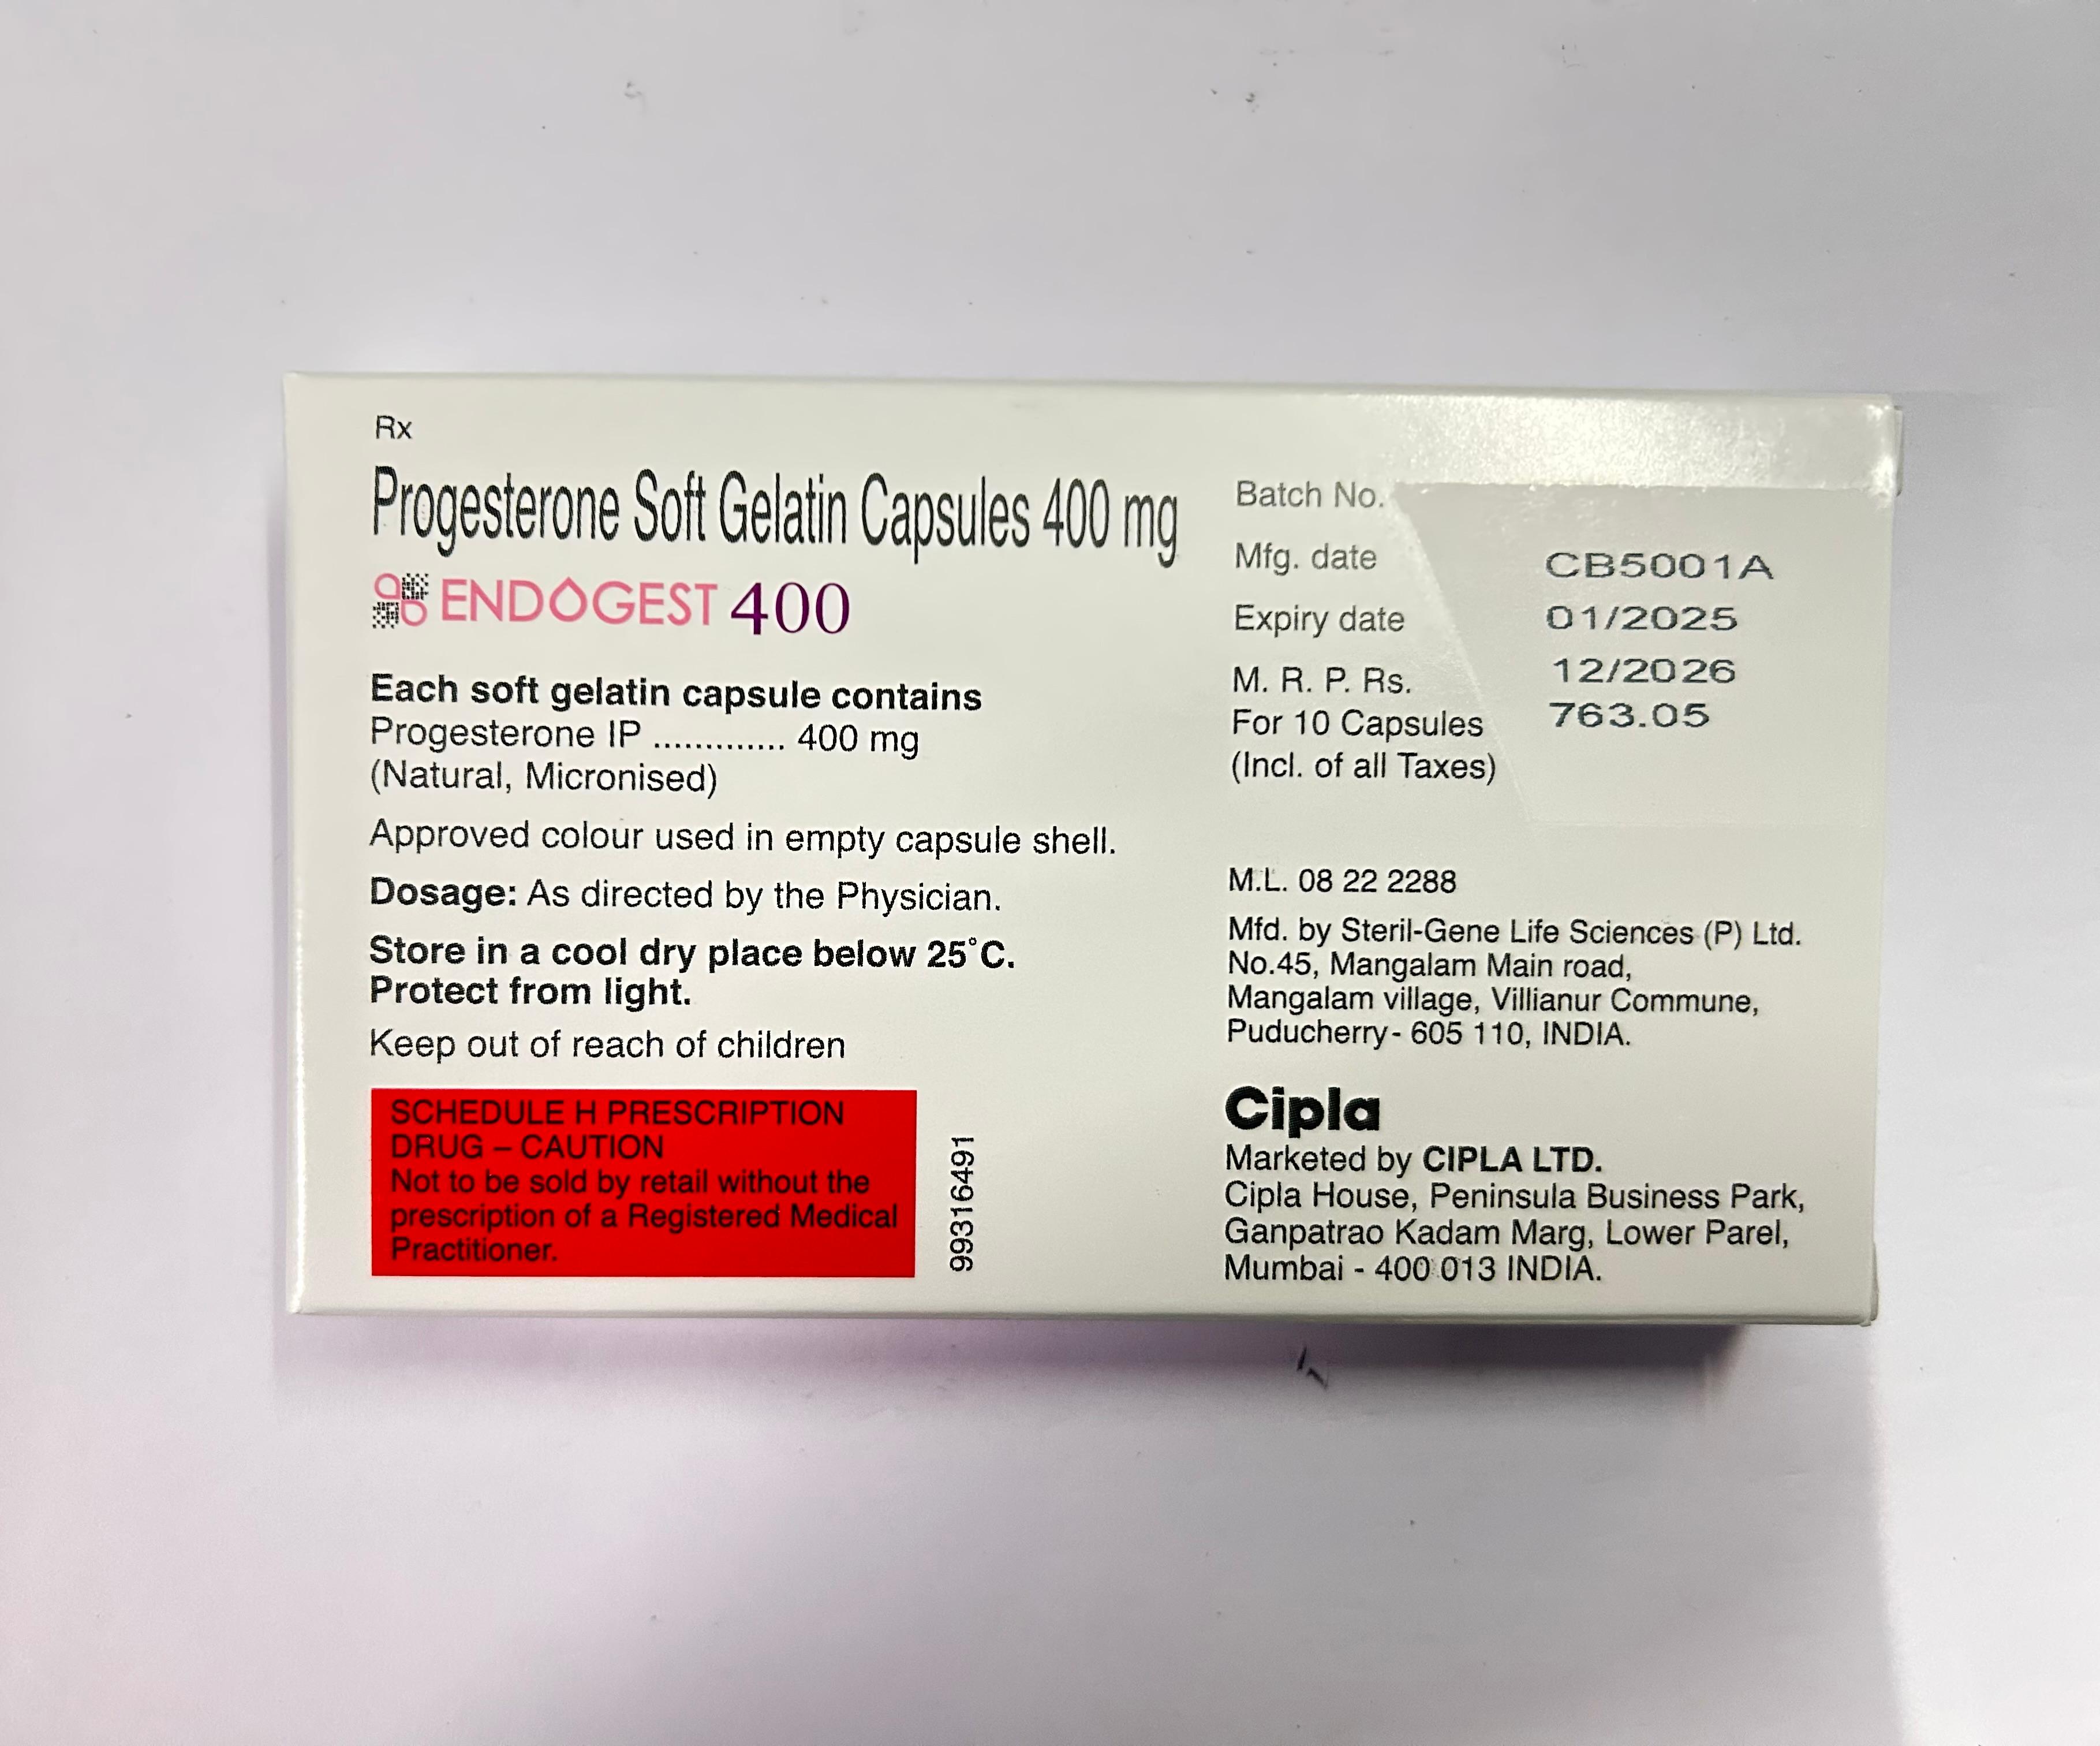 Rx
Progesterone Soft Gelatin Capsules 400 mg
ENDOGEST 400
Each soft gelatin capsule contains
Progesterone IP ............. 400 mg
(Natural, Micronised)
Approved colour used in empty capsule shell.
Dosage: As directed by the Physician.
Store in a cool dry place below 25°C.
Protect from light.
Keep out of reach of children
SCHEDULE H PRESCRIPTION
DRUG – CAUTION
Not to be sold by retail without the
prescription of a Registered Medical
Practitioner.
99316491
Batch No.
Mfg. date
Expiry date
M. R. P. Rs.
For 10 Capsules
(Incl. of all Taxes)
CB5001A
01/2025
12/2026
763.05
M.L. 08 22 2288
Mfd. by Steril-Gene Life Sciences (P) Ltd.
No.45, Mangalam Main road,
Mangalam village, Villianur Commune,
Puducherry- 605 110, INDIA.
Cipla
Marketed by CIPLA LTD.
Cipla House, Peninsula Business Park,
Ganpatrao Kadam Marg, Lower Parel,
Mumbai - 400 013 INDIA.